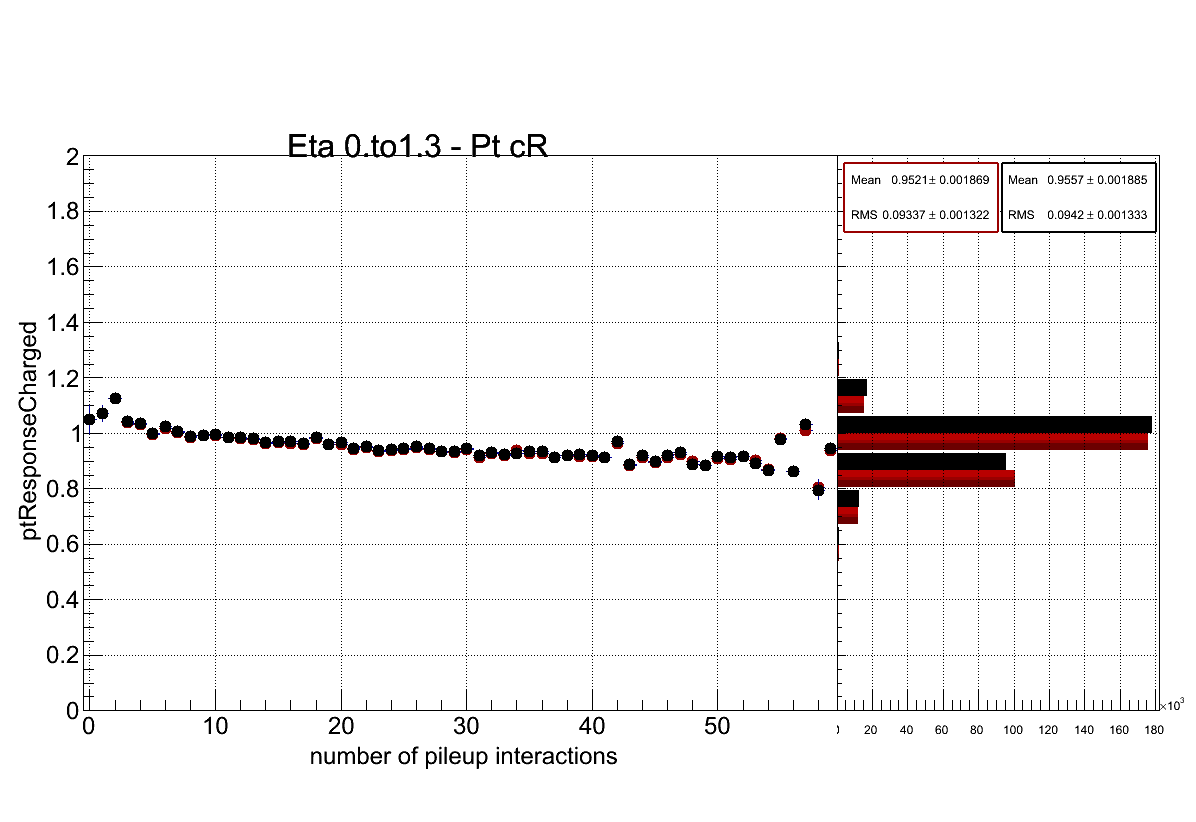 Eta 0.to1.3 - Pt cR
ptResponseCharged
2
1.8
1.6
1.4
1.2
1
0.8
0.6
0.4
0.2
0
0 10 20 30 40 50
number of pileup interactions
Mean 0.9521 ± 0.001869
RMS 0.09337 ± 0.001322
Mean 0.9557 ± 0.001885
RMS 0.0942 ± 0.001333
20 40 60 80 100 120 140 160 180
×10³